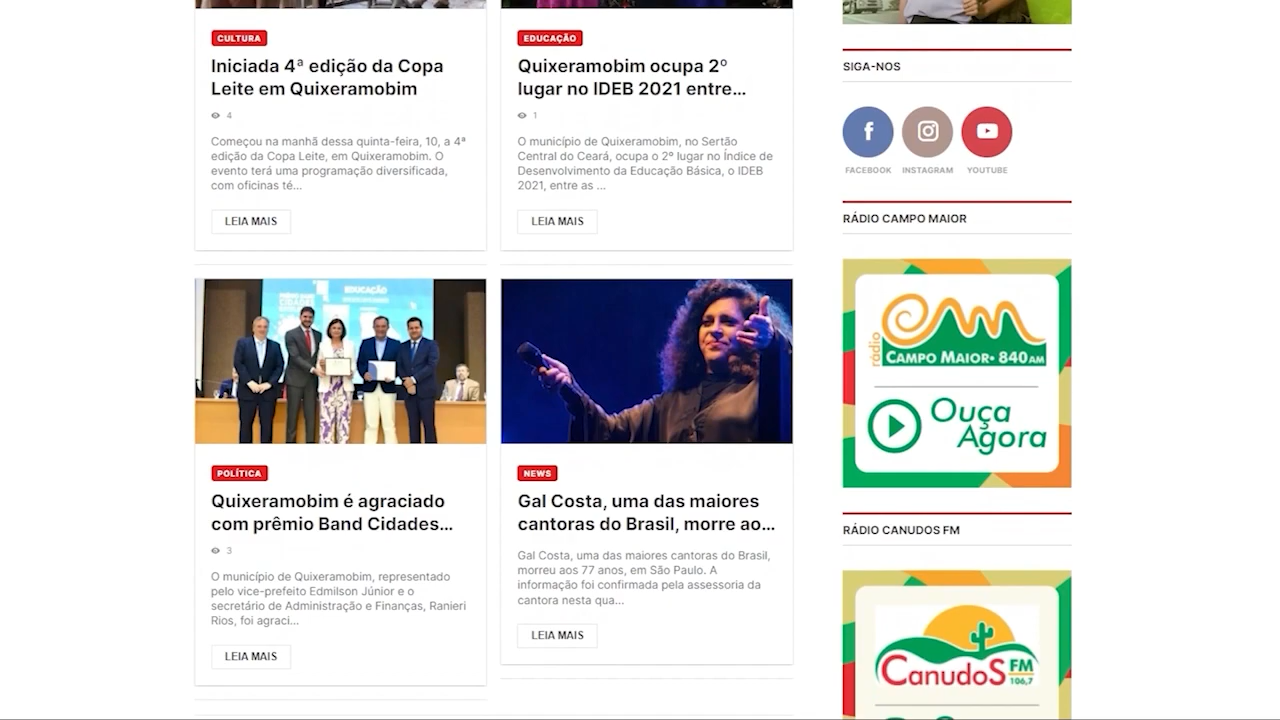 CULTURA
Iniciada 4ª edição da Copa
Leite em Quixeramobim
4
Começou na manhã dessa quinta-feira, 10, a 4ª
edição da Copa Leite, em Quixeramobim. O
evento terá uma programação diversificada,
com oficinas té...
LEIA MAIS
EDUCAÇÃO
Quixeramobim ocupa 2º
lugar no IDEB 2021 entre...
1
O município de Quixeramobim, no Sertão
Central do Ceará, ocupa o 2º lugar no Índice de
Desenvolvimento da Educação Básica, o IDEB
2021, entre as ...
LEIA MAIS
EDUCAÇÃO
POLÍTICA
Quixeramobim é agraciado
com prêmio Band Cidades...
3
O município de Quixeramobim, representado
pelo vice-prefeito Edmilson Júnior e o
secretário de Administração e Finanças, Ranieri
Rios, foi agraci...
LEIA MAIS
NEWS
Gal Costa, uma das maiores
cantoras do Brasil, morre ao...
Gal Costa, uma das maiores cantoras do Brasil,
morreu aos 77 anos, em São Paulo. A
informação foi confirmada pela assessoria da
cantora nesta qua...
LEIA MAIS
SIGA-NOS
FACEBOOK INSTAGRAM YOUTUBE
RÁDIO CAMPO MAIOR
rádio
CAMPO MAIOR • 840 AM
Ouça
Agora
RÁDIO CANUDOS FM
CanudoS FM
106,7